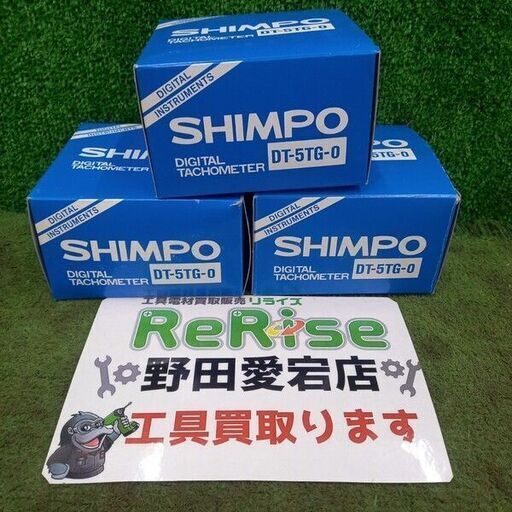 DIGITAL
INSTRUMENTS
SHIMPO
DIGITAL
TACHOMETER
DT-5TG-0
DIGITAL
INSTRUMENTS
SHIMPO
DIGITAL
TACHOMETER
DT-5TG-0
DIGITAL
INSTRUMENTS
SHIMPO
DIGITAL
TACHOMETER
DT-5TG-0
工具電材買取販売 リライズ
ReRise
野田愛宕店
工具買取ります